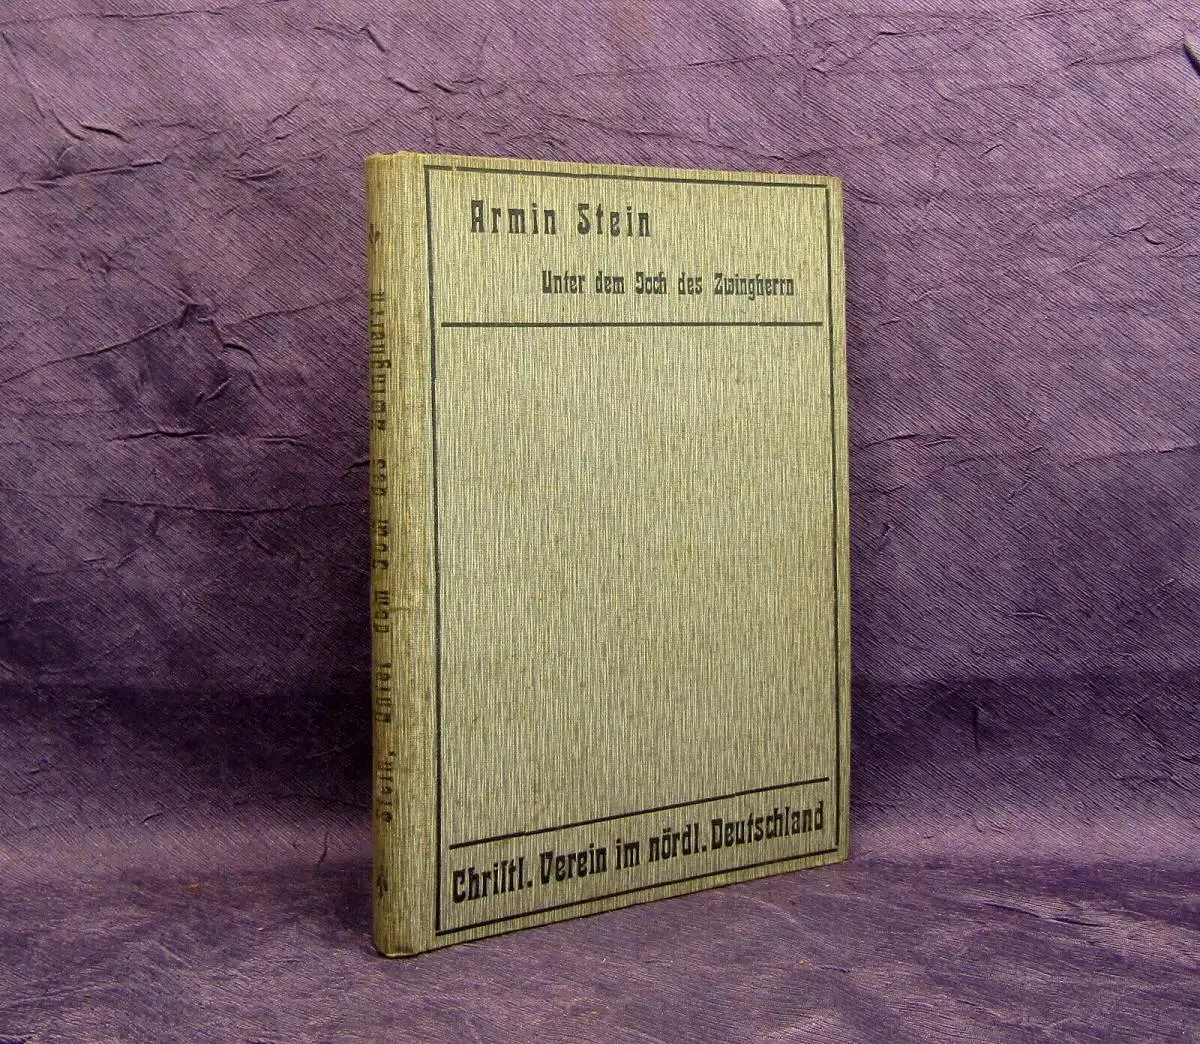 Armin Stein
Unter dem Joch des Zwingherrn
Chriſtl. Verein im nördl. Deutschland
Stein, Unter dem Joch des Zwingherrn